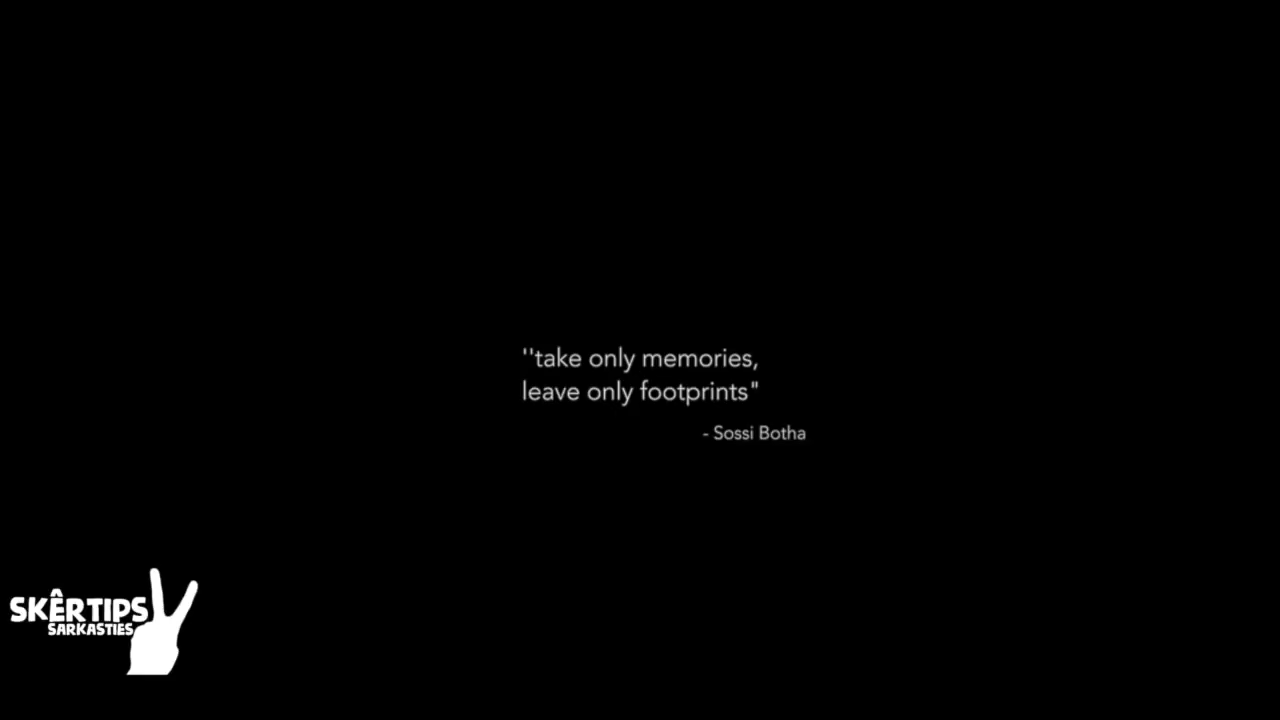 ''take only memories,
leave only footprints"
- Sossi Botha
SKÊRTIPS
SARKASTIES